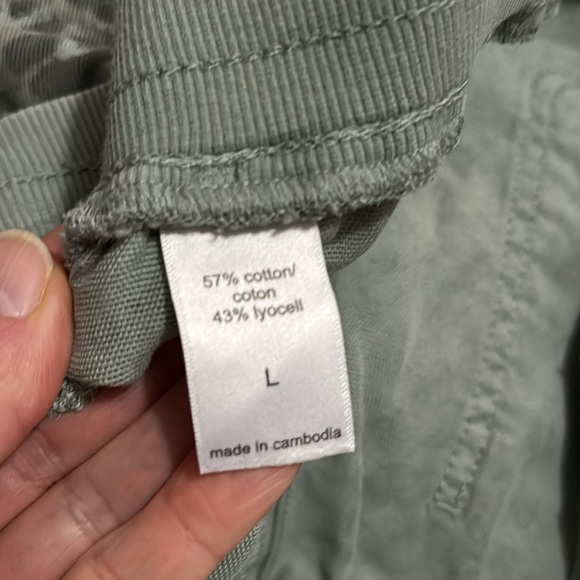 57% cotton/
coton
43% lyocell
L
made in cambodia